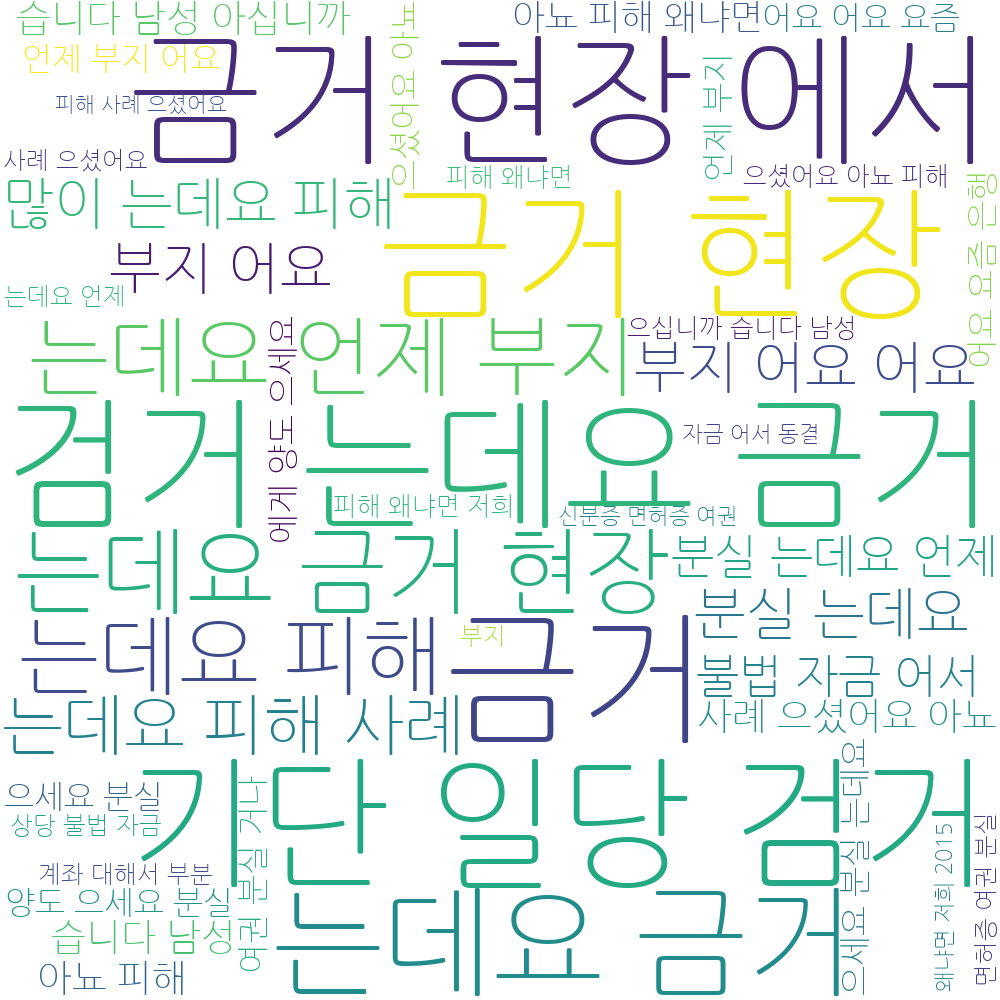 습니다 남성 아십니까
아뇨 피해 왜냐면
어요 어요 요즘
언제 부지 어요
금거 현장 에서
으셨어요 아뇨
언제 부지
피해 사례 으셨어요
사례 으셨어요
피해 왜냐면
으셨어요 아뇨 피해
많이 는데요 피해
금거 현장
어요 요즘 은행
부지 어요
는데요 언제
는데요 언제 부지
으십니까 습니다 남성
에게 양도 으세요
부지 어요 어요
검거 는데요 금거
자금 어서 동결
피해 왜냐면 저희
신분증 면허증 여권
는데요 금거 현장
분실 는데요 언제
분실 는데요
는데요 피해
부지
금거
불법 자금 어서
는데요 피해 사례
사례 으셨어요 아뇨
갸단 일당 검거
으세요 분실
상당 불법 자금
여권 분실 거나
으세요 분실 는데요
왜냐면 저희 2015
면허증 여권 분실
계좌 대해서 부분
양도 으세요 분실
는데요 금거
습니다 남성
아뇨 피해